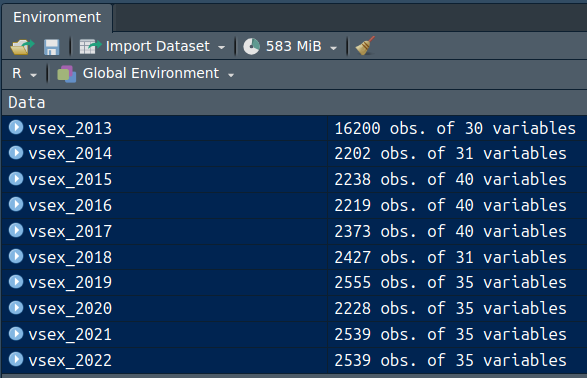 Environment
Import Dataset 583 MiB
R Global Environment
Data
vsex_2013 16200 obs. of 30 variables
vsex_2014 2202 obs. of 31 variables
vsex_2015 2238 obs. of 40 variables
vsex_2016 2219 obs. of 40 variables
vsex_2017 2373 obs. of 40 variables
vsex_2018 2427 obs. of 31 variables
vsex_2019 2555 obs. of 35 variables
vsex_2020 2228 obs. of 35 variables
vsex_2021 2539 obs. of 35 variables
vsex_2022 2539 obs. of 35 variables